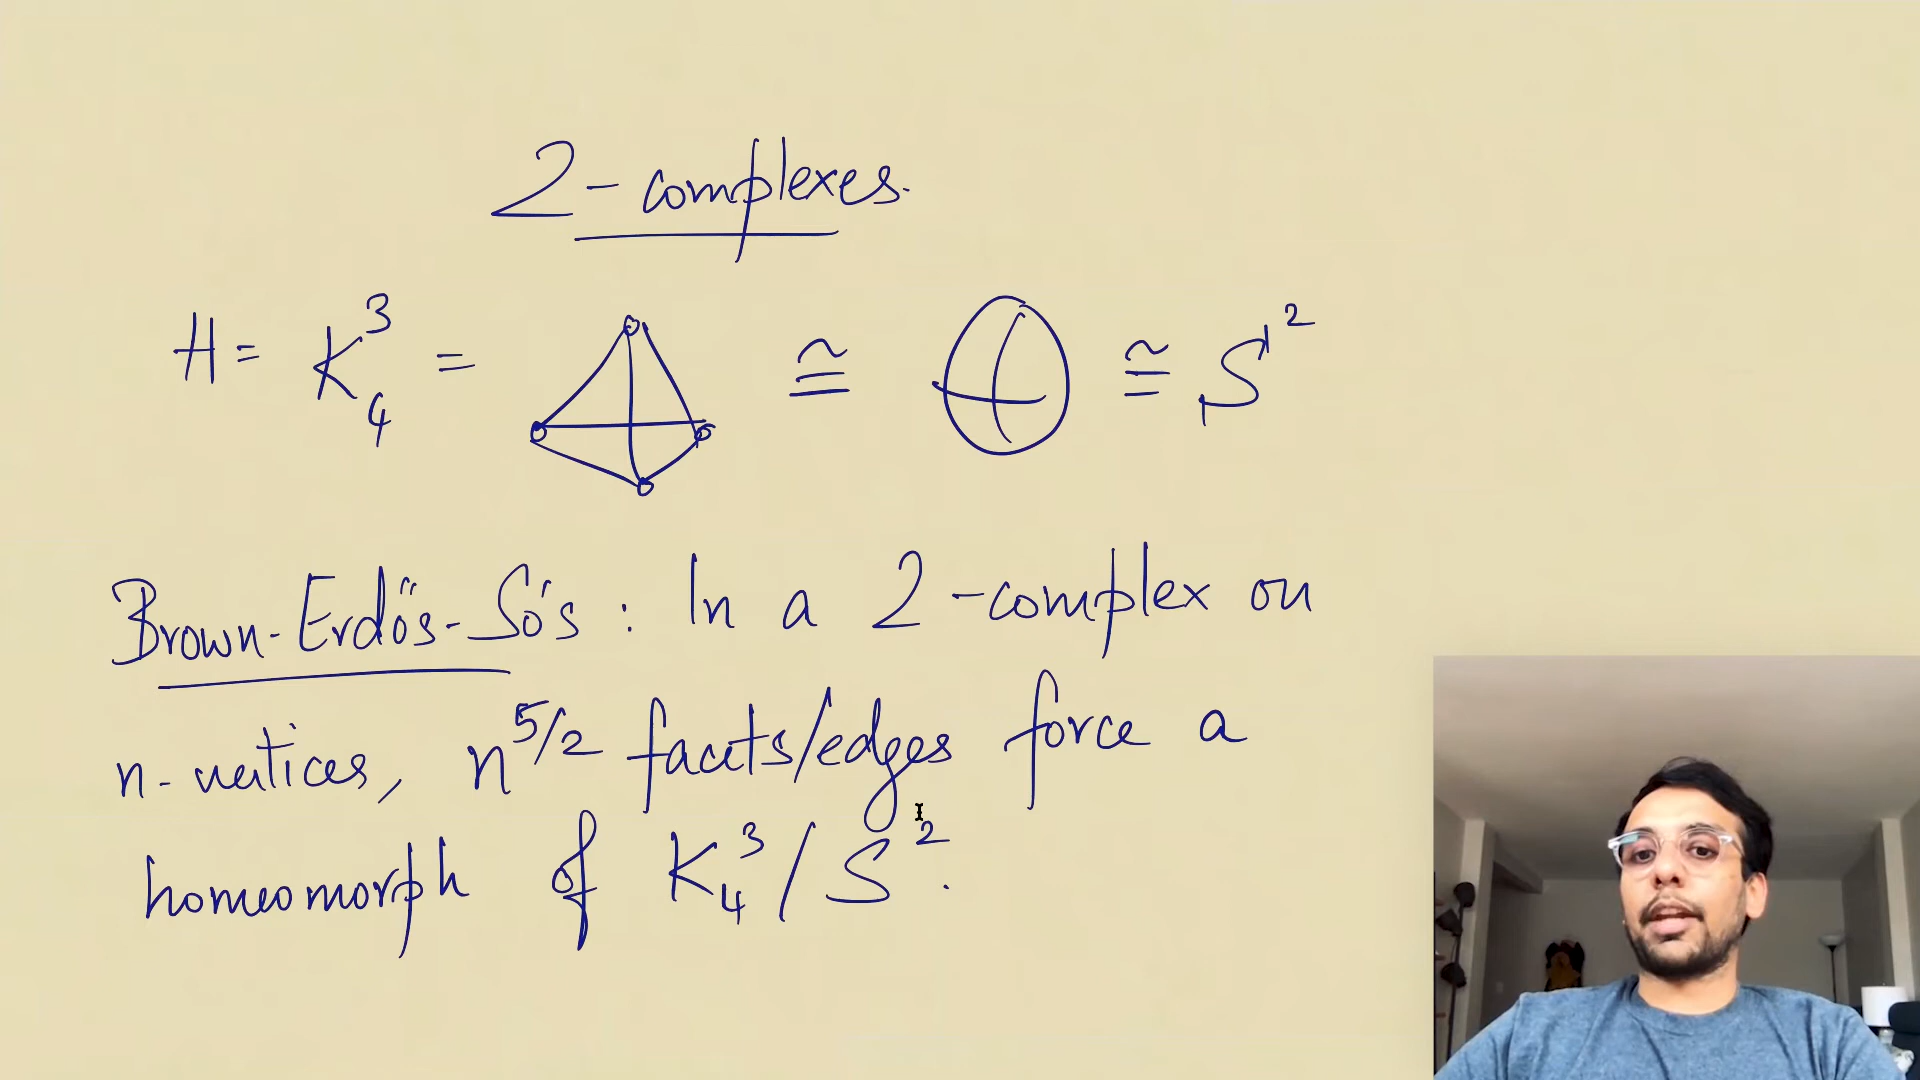 2-complexes.
H = K_4^3 = ≅ ≅ S^2
Brown-Erdős-Sós : In a 2-complex on
n-vertices, n^{5/2} facets/edges force a
homeomorph of K_4^3 / S^2.